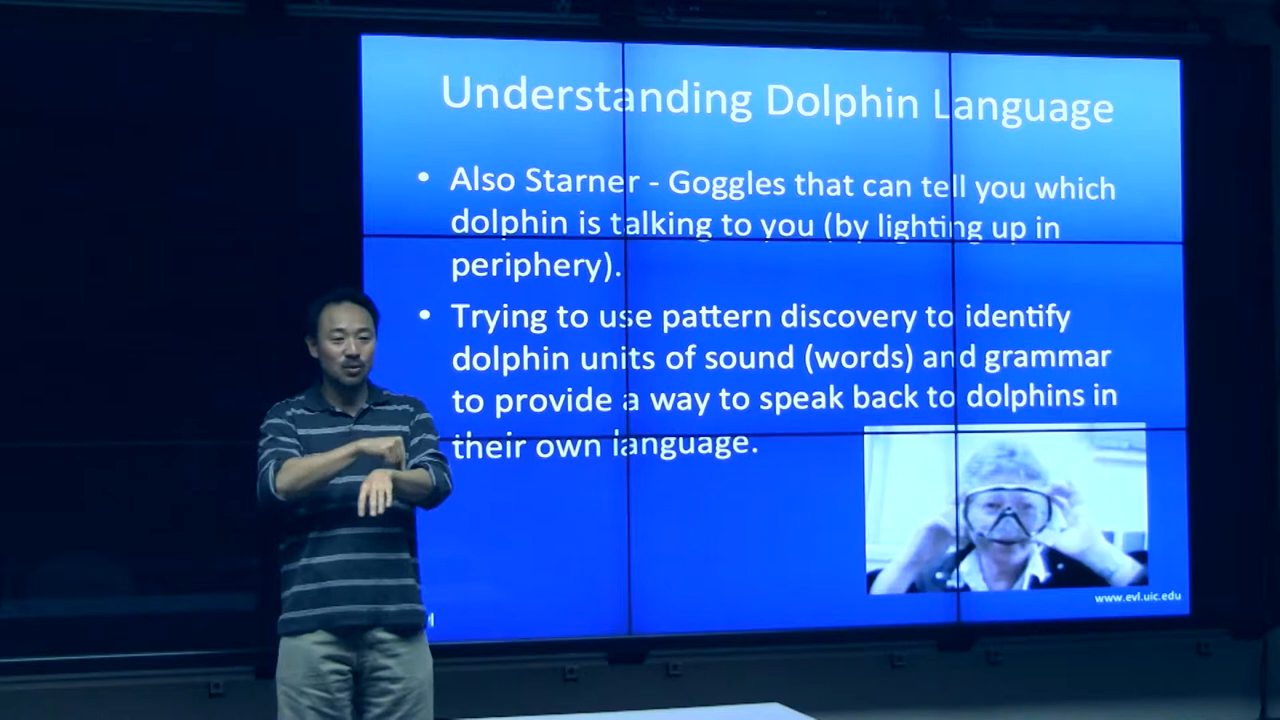 Understanding Dolphin Language
• Also Starner - Goggles that can tell you which
dolphin is talking to you (by lighting up in
periphery).
• Trying to use pattern discovery to identify
dolphin units of sound (words) and grammar
to provide a way to speak back to dolphins in
their own language.
www.evl.uic.edu